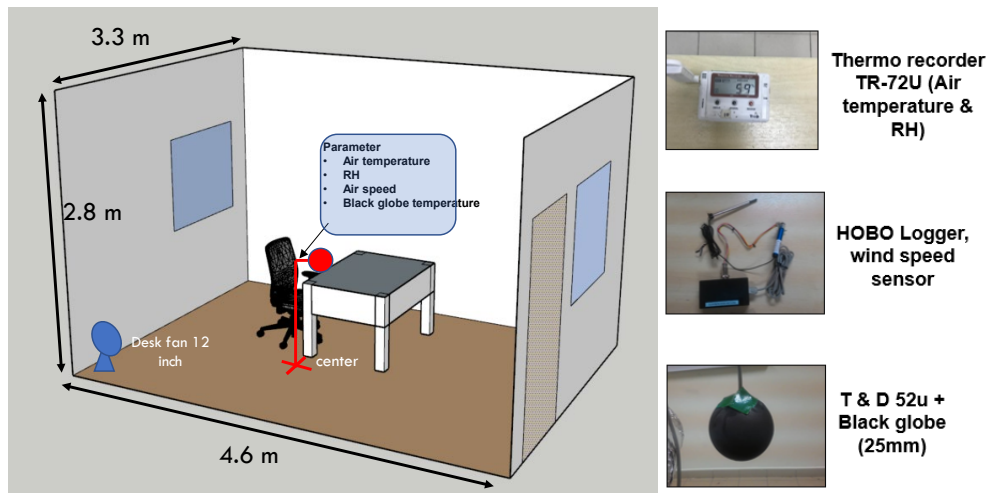 3.3 m
2.8 m
4.6 m
Parameter
• Air temperature
• RH
• Air speed
• Black globe temperature
Desk fan 12
inch
center
Thermo recorder
TR-72U (Air
temperature &
RH)
HOBO Logger,
wind speed
sensor
T & D 52u +
Black globe
(25mm)